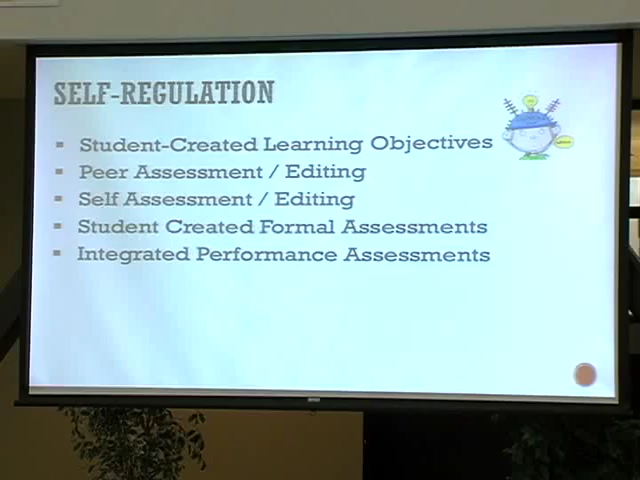 SELF-REGULATION
Student-Created Learning Objectives
Peer Assessment / Editing
Self Assessment / Editing
Student Created Formal Assessments
Integrated Performance Assessments